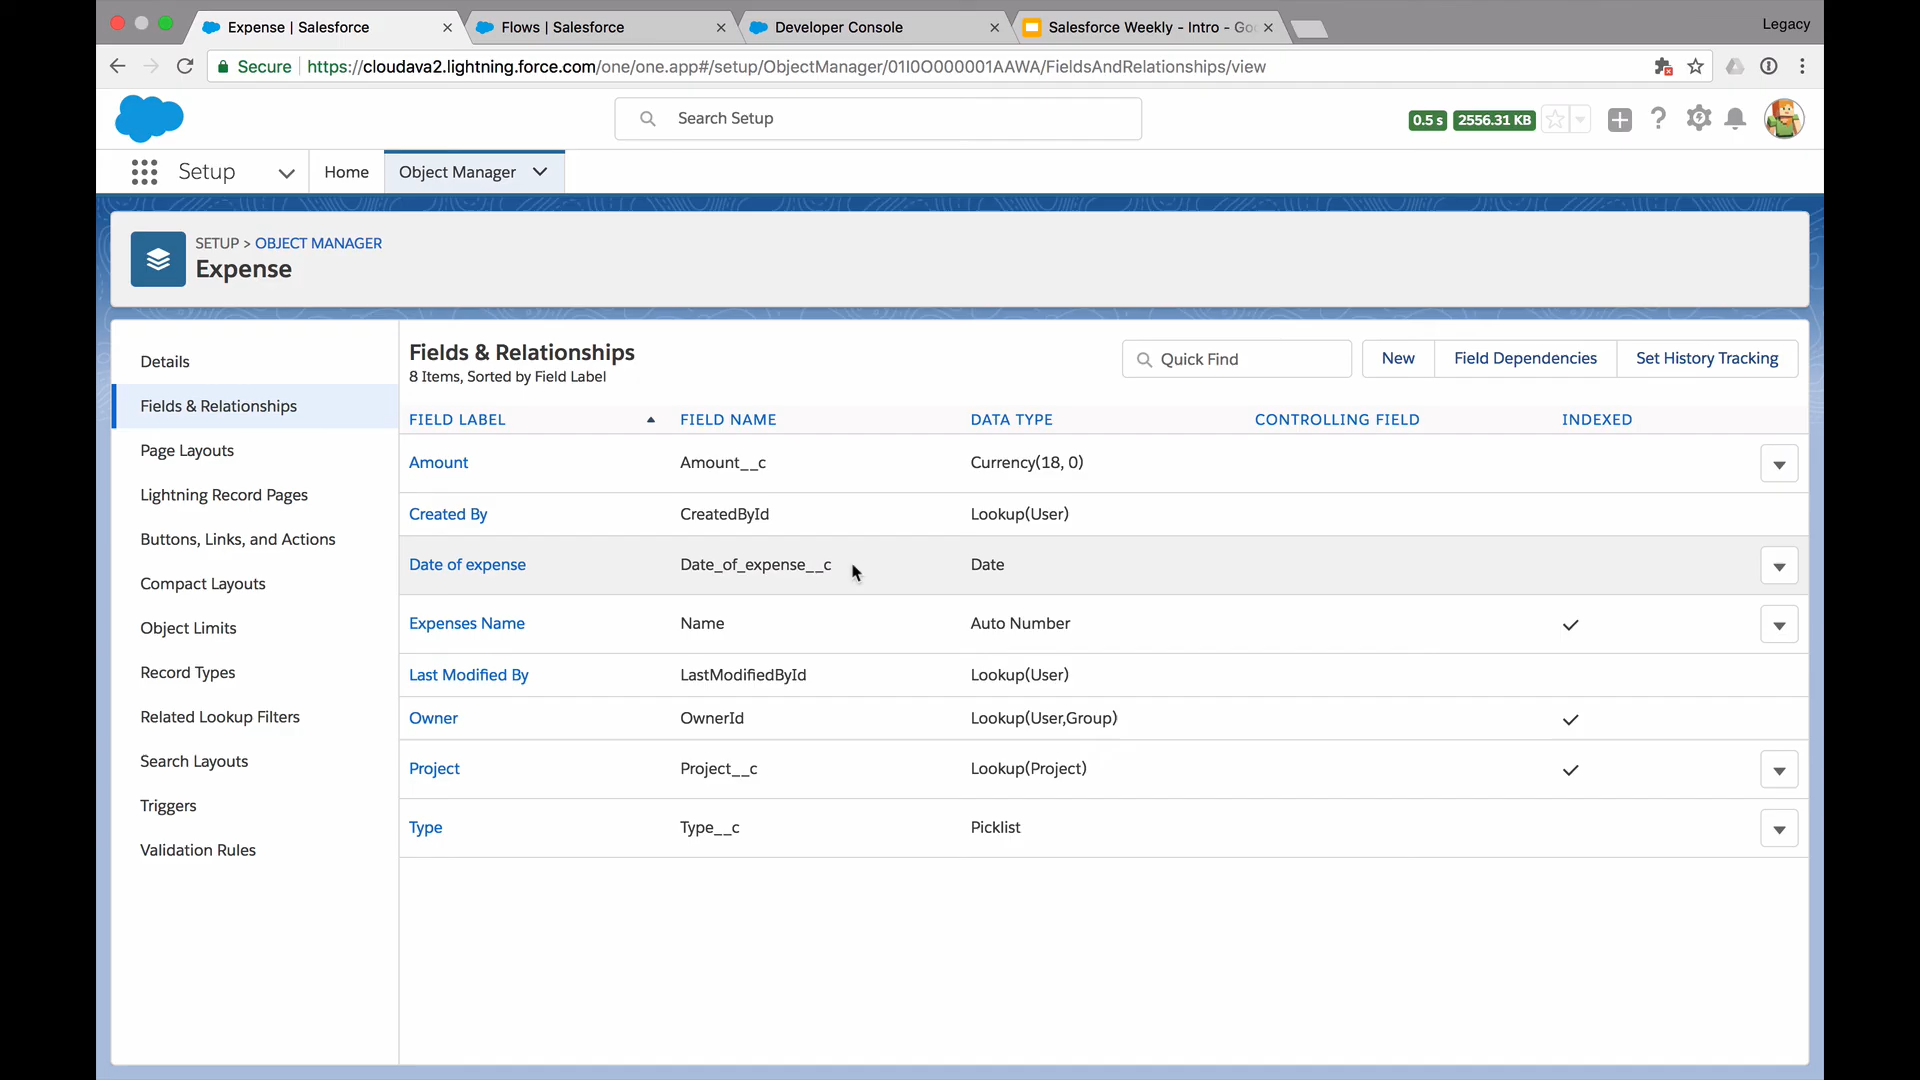 Expense | Salesforce
Flows | Salesforce
Developer Console
Salesforce Weekly - Intro - Goo
Legacy
Secure
https://cloudava2.lightning.force.com/one/one.app#/setup/ObjectManager/01I0O000001AAWA/FieldsAndRelationships/view
Search Setup
0.5 s
2556.31 KB
Setup
Home
Object Manager
SETUP > OBJECT MANAGER
Expense
Details
Fields & Relationships
Page Layouts
Lightning Record Pages
Buttons, Links, and Actions
Compact Layouts
Object Limits
Record Types
Related Lookup Filters
Search Layouts
Triggers
Validation Rules
Fields & Relationships
8 Items, Sorted by Field Label
Quick Find
New
Field Dependencies
Set History Tracking
FIELD LABEL FIELD NAME DATA TYPE CONTROLLING FIELD INDEXED
Amount Amount__c Currency(18, 0)
Created By CreatedById Lookup(User)
Date of expense Date_of_expense__c Date
Expenses Name Name Auto Number
Last Modified By LastModifiedById Lookup(User)
Owner OwnerId Lookup(User,Group)
Project Project__c Lookup(Project)
Type Type__c Picklist